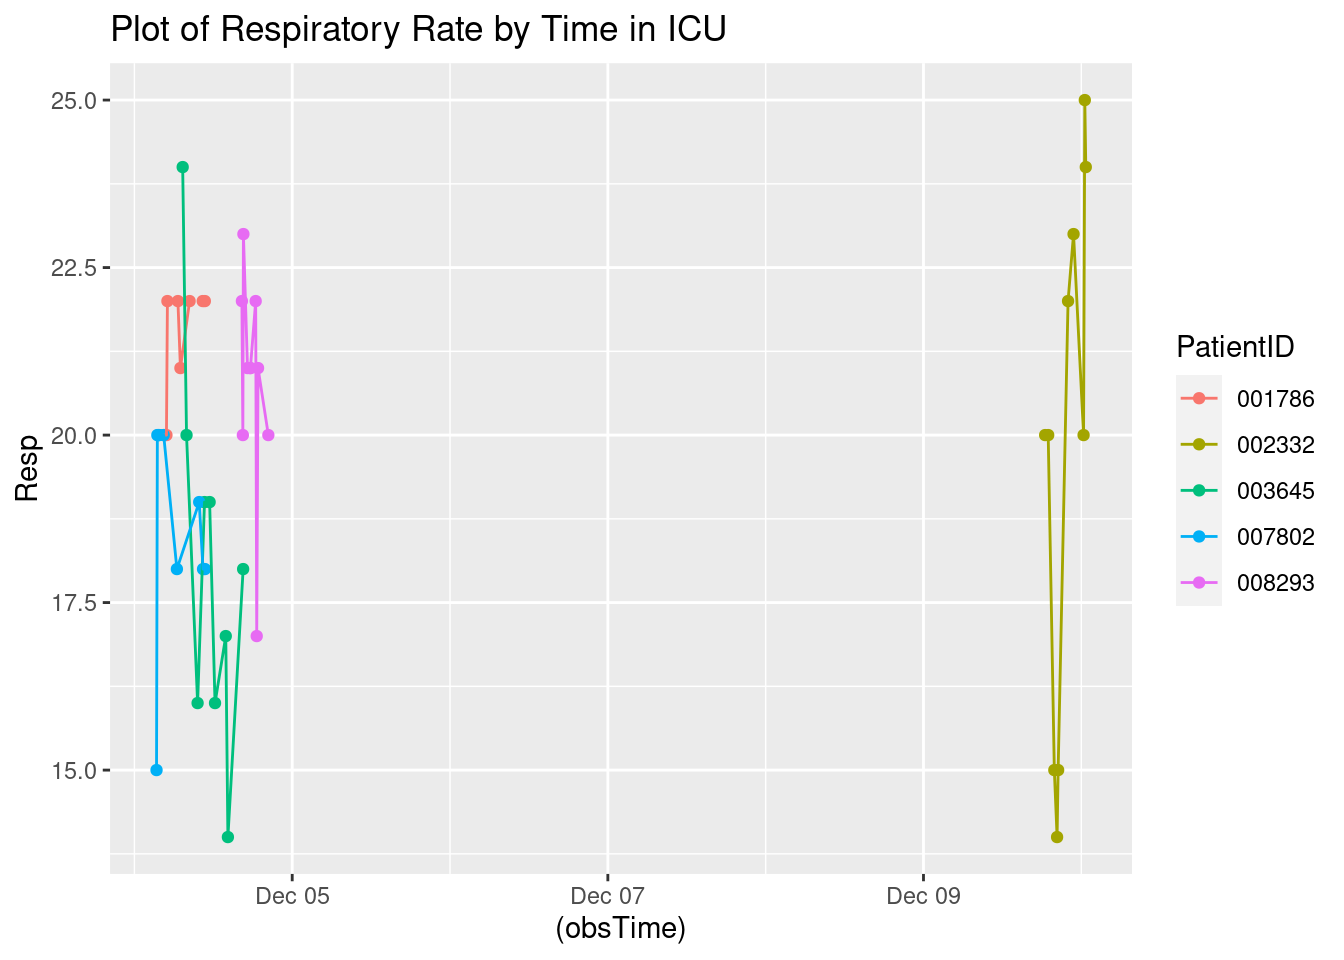 Plot of Respiratory Rate by Time in ICU
25.0
22.5
20.0
17.5
15.0
Resp
Dec 05
Dec 07
Dec 09
(obsTime)
PatientID
001786
002332
003645
007802
008293